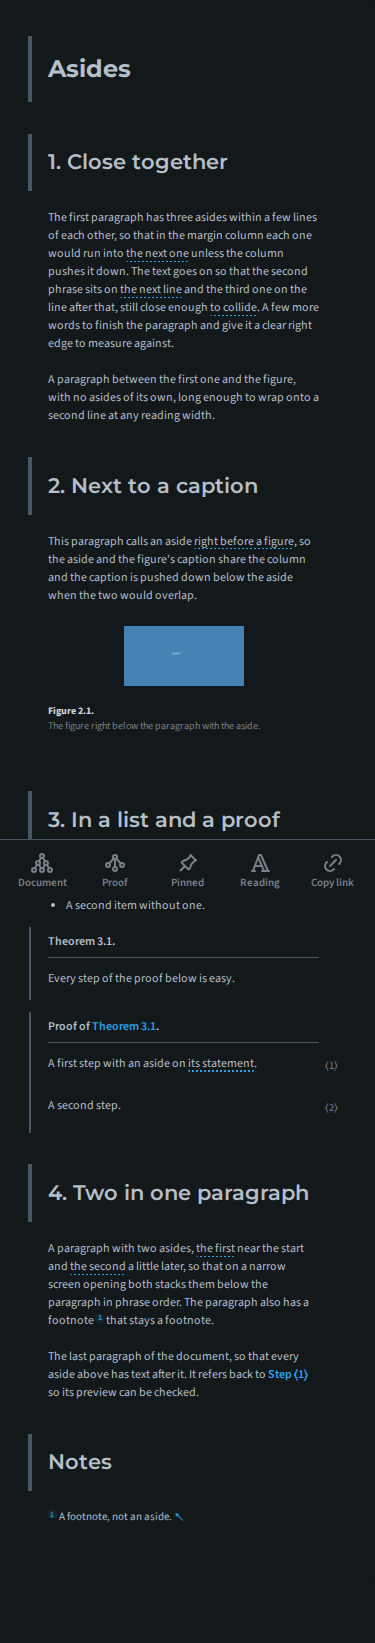 Asides
1. Close together
The first paragraph has three asides within a few lines
of each other, so that in the margin column each one
would run into the next one unless the column
pushes it down. The text goes on so that the second
phrase sits on the next line and the third one on the
line after that, still close enough to collide. A few more
words to finish the paragraph and give it a clear right
edge to measure against.
A paragraph between the first one and the figure,
with no asides of its own, long enough to wrap onto a
second line at any reading width.
2. Next to a caption
This paragraph calls an aside right before a figure, so
the aside and the figure's caption share the column
and the caption is pushed down below the aside
when the two would overlap.
Figure 2.1.
The figure right below the paragraph with the aside.
3. In a list and a proof
Document Proof Pinned Reading Copy link
• A second item without one.
Theorem 3.1.
Every step of the proof below is easy.
Proof of Theorem 3.1.
A first step with an aside on its statement. ⟨1⟩
A second step. ⟨2⟩
4. Two in one paragraph
A paragraph with two asides, the first near the start
and the second a little later, so that on a narrow
screen opening both stacks them below the
paragraph in phrase order. The paragraph also has a
footnote 1 that stays a footnote.
The last paragraph of the document, so that every
aside above has text after it. It refers back to Step ⟨1⟩
so its preview can be checked.
Notes
1 A footnote, not an aside. ↖